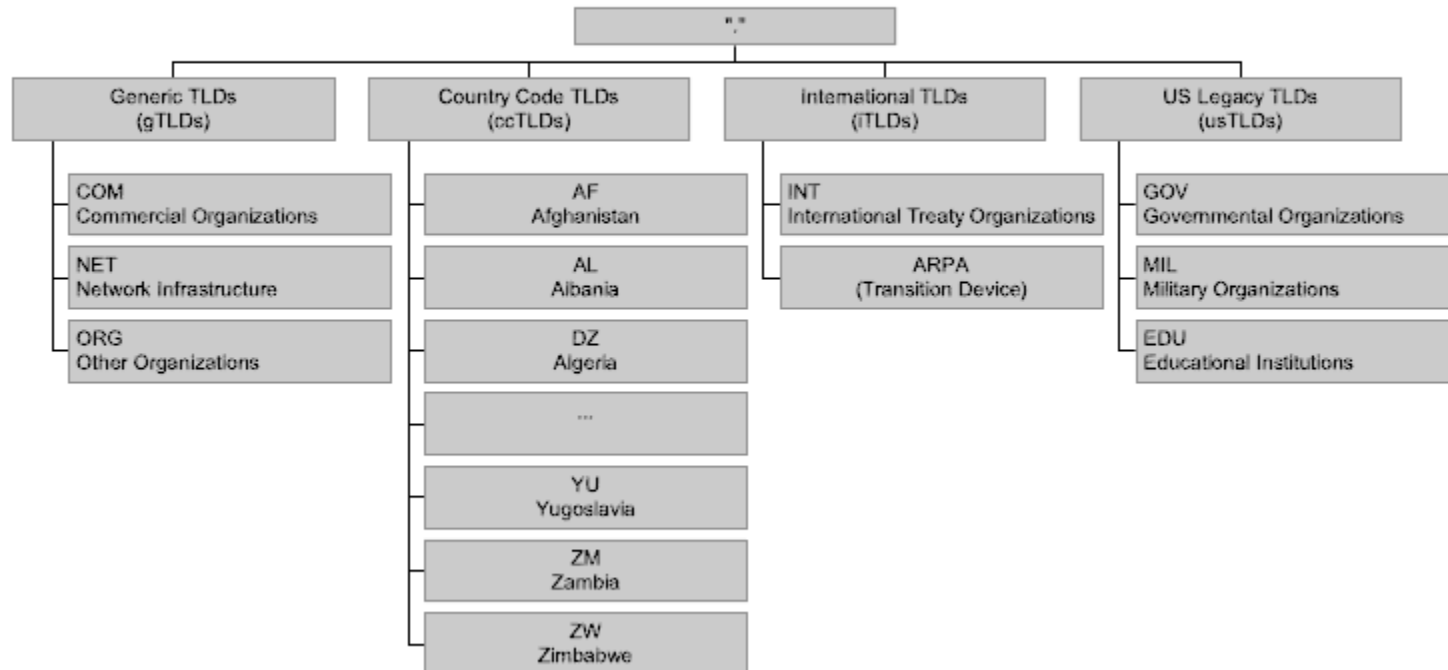 "."
Generic TLDs
(gTLDs)
COM
Commercial Organizations
NET
Network Infrastructure
ORG
Other Organizations
Country Code TLDs
(ccTLDs)
AF
Afghanistan
AL
Albania
DZ
Algeria
...
YU
Yugoslavia
ZM
Zambia
ZW
Zimbabwe
international TLDs
(iTLDs)
INT
International Treaty Organizations
ARPA
(Transition Device)
US Legacy TLDs
(usTLDs)
GOV
Governmental Organizations
MIL
Military Organizations
EDU
Educational Institutions